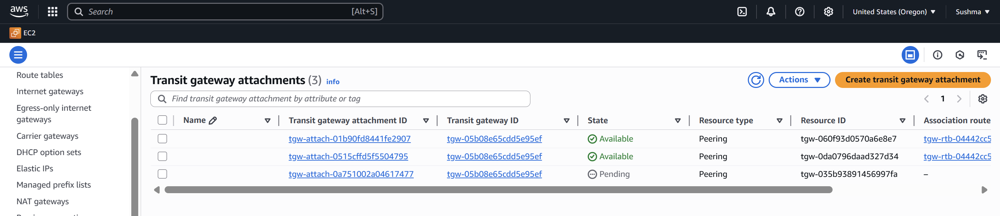 aws
Search [Alt+S]
United States (Oregon)
Sushma
EC2
Route tables
Internet gateways
Egress-only internet
gateways
Carrier gateways
DHCP option sets
Elastic IPs
Managed prefix lists
NAT gateways
Transit gateway attachments (3) info
Actions
Create transit gateway attachment
Find transit gateway attachment by attribute or tag
1
Name Transit gateway attachment ID Transit gateway ID State Resource type Resource ID Association route
tgw-attach-01b90fd8441fe2907 tgw-05b08e65cdd5e95ef Available Peering tgw-060f93d0570a6e8e7 tgw-rtb-04442cc5
tgw-attach-0515cffd5f5504795 tgw-05b08e65cdd5e95ef Available Peering tgw-0da0796daad327d34 tgw-rtb-04442cc5
tgw-attach-0a751002a04617477 tgw-05b08e65cdd5e95ef Pending Peering tgw-035b93891456997fa –